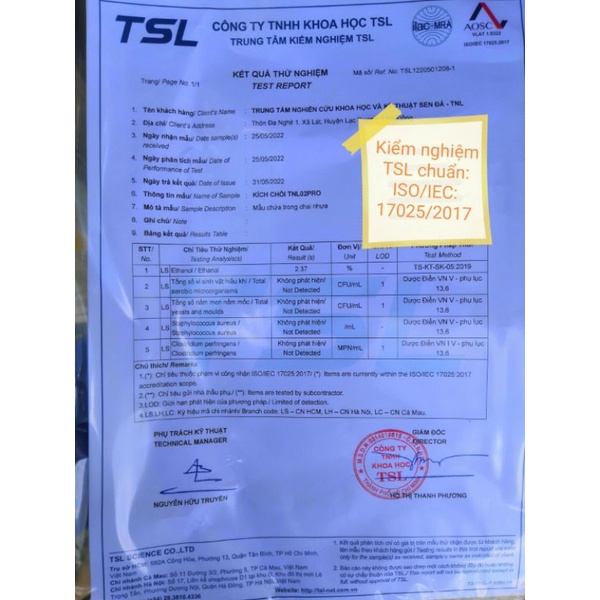 TSL
CÔNG TY TNHH KHOA HỌC TSL
TRUNG TÂM KIỂM NGHIỆM TSL
ilac-MRA
AOSC
VLAT 1.0322
ISO/IEC 17025:2017
Trang/ Page No: 1/1
KẾT QUẢ THỬ NGHIỆM
TEST REPORT
Mã số/ Ref. No: TSL1220501208-1
1. Tên khách hàng / Client's Name : TRUNG TÂM NGHIÊN CỨU KHOA HỌC VÀ KỸ THUẬT SEN ĐÁ - TNL
2. Địa chỉ/ Client's Address : Thôn Đa Nghê 1, Xã Lát, Huyện Lạc
3. Ngày nhận mẫu/ Date sample(s) received : 25/05/2022
4. Ngày phân tích mẫu/ Date of Performance of Test : 25/05/2022
5. Ngày trả kết quả/ Date of Issue : 31/05/2022
6. Thông tin mẫu/ Name of Sample : KÍCH CHỒI TNL02PRO
7. Mô tả mẫu/ Sample Description : Mẫu chứa trong chai nhựa
8. Ghi chú/ Note :
9. Bảng kết quả/ Results Table :
Kiểm nghiệm
TSL chuẩn:
ISO/IEC:
17025/2017
STT/ No. Chỉ Tiêu Thử Nghiệm/ Testing Analysis(s) Kết Quả/ Result (s) Đơn Vị/ Unit LOD Phương Pháp Thử/ Test Method
1 LS Ethanol / Ethanol 2.37 % - TS-KT-SK-05:2019
2 LS Tổng số vi sinh vật hiếu khí / Total aerobic microorganisms Không phát hiện/ Not Detected CFU/mL 1 Dược Điển VN V - phụ lục 13.6
3 LS Tổng số nấm men nấm mốc / Total yeasts and moulds Không phát hiện/ Not Detected CFU/mL 1 Dược Điển VN V - phụ lục 13.6
4 LS Staphylococcus aureus / Staphylococcus aureus Không phát hiện/ Not Detected /mL - Dược Điển VN V - phụ lục 13.6
5 LS Clostridium perfringens / Clostridium perfringens Không phát hiện/ Not Detected MPN/mL 1 Dược Điển VN V - phụ lục 13.6
Chú thích/ Remarks
1.(*): Chỉ tiêu thuộc phạm vi công nhận ISO/IEC 17025:2017/ (*): Items are currently within the ISO/IEC 17025:2017
accreditation scope.
2.(**): Chỉ tiêu gửi nhà thầu phụ./ (**): Items are tested by subcontractor.
3.LOD: Giới hạn phát hiện của phương pháp./ Limited of detection.
4.LS,LH,LC: Ký hiệu mã chi nhánh/ Branch code: LS – CN HCM, LH – CN Hà Nội, LC – CN Cà Mau.
PHỤ TRÁCH KỸ THUẬT
TECHNICAL MANAGER
GIÁM ĐỐC
DIRECTOR
CÔNG TY
TNHH
KHOA HỌC
TSL
NGUYỄN HỮU TRUYỀN
HỒ THỊ THANH PHƯƠNG
TSL SCIENCE CO.,LTD